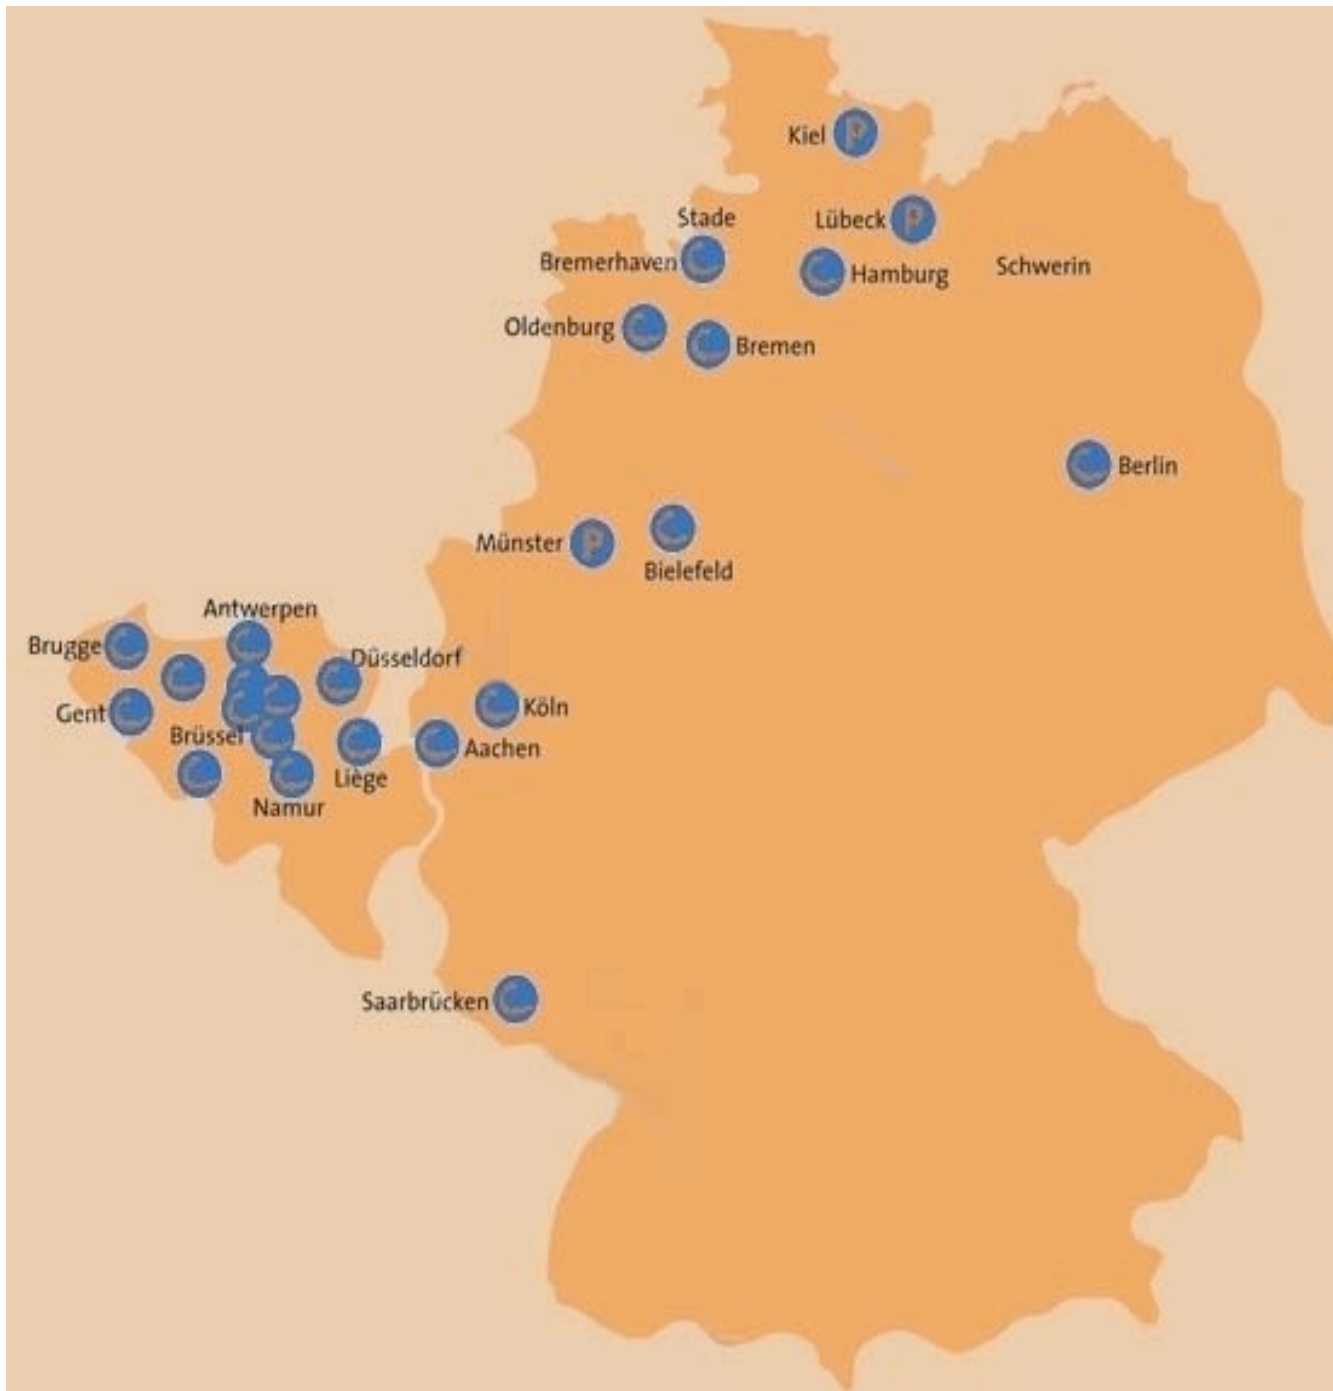 Kiel P
Lübeck P
Stade
Bremerhaven
Hamburg
Schwerin
Oldenburg
Bremen
Berlin
Münster P
Bielefeld
Antwerpen
Brugge
Düsseldorf
Gent
Köln
Brüssel
Aachen
Liège
Namur
Saarbrücken